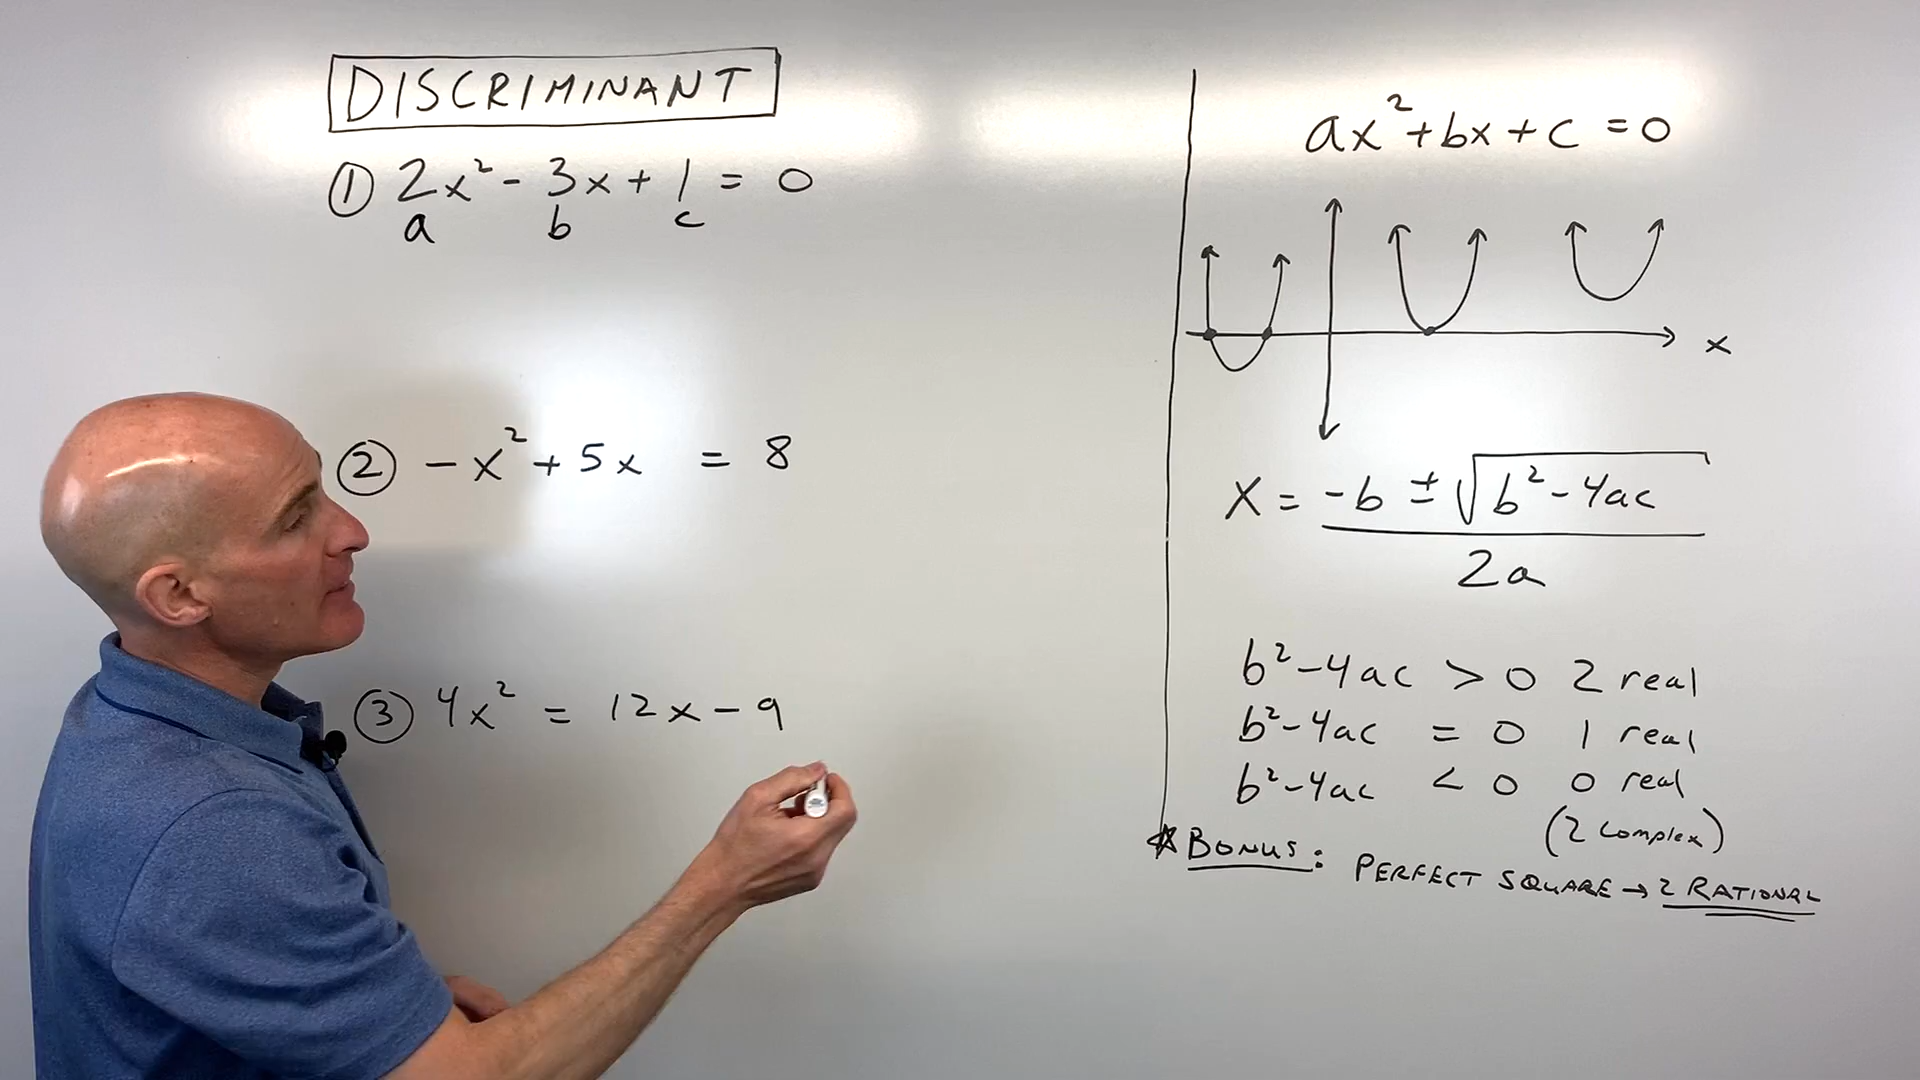 DISCRIMINANT
① 2x² - 3x + 1 = 0
a b c
② -x² + 5x = 8
③ 4x² = 12x - 9
ax² + bx + c = 0
x
X = -b ± √b² - 4ac
2a
b² - 4ac > 0 2 real
b² - 4ac = 0 1 real
b² - 4ac < 0 0 real
(2 complex)
☆ BONUS: PERFECT SQUARE → 2 RATIONAL